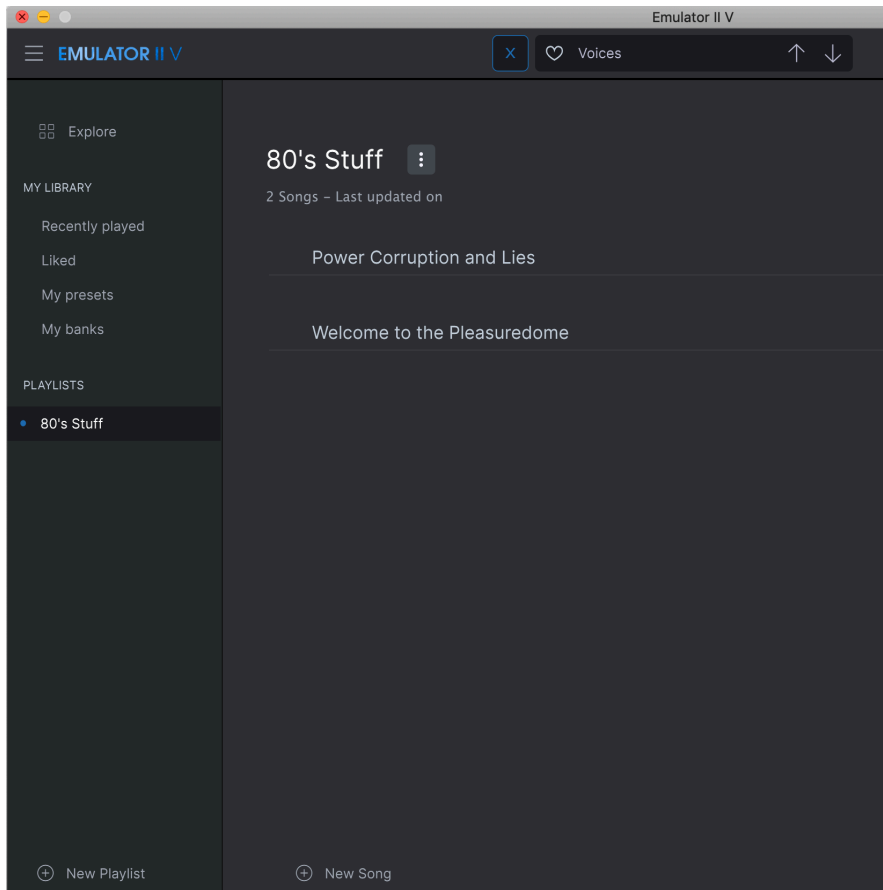 Emulator II V
EMULATOR II V
X
Voices
Explore
MY LIBRARY
Recently played
Liked
My presets
My banks
PLAYLISTS
80's Stuff
New Playlist
80's Stuff
2 Songs – Last updated on
Power Corruption and Lies
Welcome to the Pleasuredome
New Song